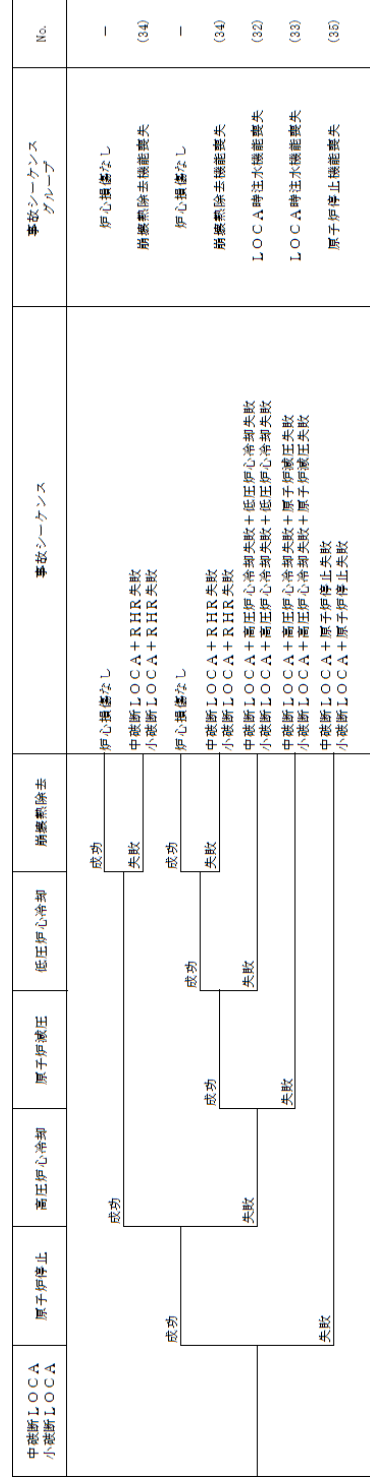 中破断ＬＯＣＡ
小破断ＬＯＣＡ
原子炉停止
高圧炉心冷却
原子炉減圧
低圧炉心冷却
崩壊熱除去
事故シーケンス
事故シーケンス
グループ
No.
成功
成功
成功
炉心損傷なし
炉心損傷なし
－
失敗
中破断ＬＯＣＡ＋ＲＨＲ失敗
小破断ＬＯＣＡ＋ＲＨＲ失敗
崩壊熱除去機能喪失
(34)
失敗
成功
成功
成功
炉心損傷なし
炉心損傷なし
－
失敗
中破断ＬＯＣＡ＋ＲＨＲ失敗
小破断ＬＯＣＡ＋ＲＨＲ失敗
崩壊熱除去機能喪失
(34)
失敗
中破断ＬＯＣＡ＋高圧炉心冷却失敗＋低圧炉心冷却失敗
小破断ＬＯＣＡ＋高圧炉心冷却失敗＋低圧炉心冷却失敗
ＬＯＣＡ時注水機能喪失
(32)
失敗
中破断ＬＯＣＡ＋高圧炉心冷却失敗＋原子炉減圧失敗
小破断ＬＯＣＡ＋高圧炉心冷却失敗＋原子炉減圧失敗
ＬＯＣＡ時注水機能喪失
(33)
失敗
中破断ＬＯＣＡ＋原子炉停止失敗
小破断ＬＯＣＡ＋原子炉停止失敗
原子炉停止機能喪失
(35)